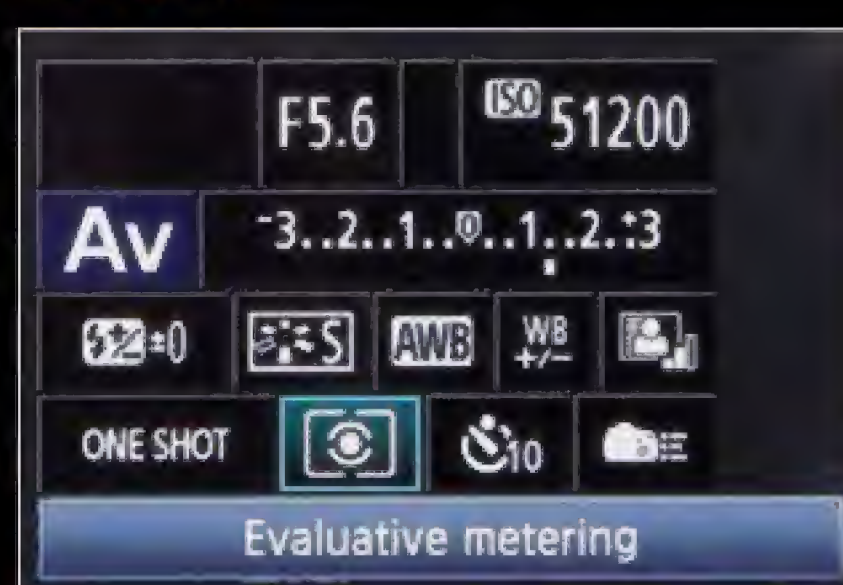 F5.6 ISO 51200
Av -3..2..1..0..1..2..+3
±0 S AWB WB +/-
ONE SHOT 10
Evaluative metering